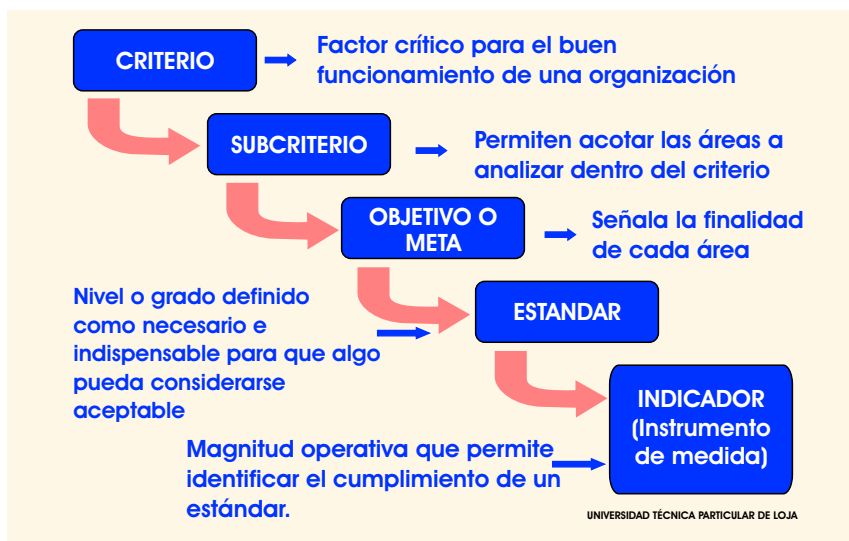 CRITERIO
Factor crítico para el buen
funcionamiento de una organización
SUBCRITERIO
Permiten acotar las áreas a
analizar dentro del criterio
OBJETIVO O
META
Señala la finalidad
de cada área
Nivel o grado definido
como necesario e
indispensable para que algo
pueda considerarse
aceptable
ESTANDAR
INDICADOR
(Instrumento
de medida)
Magnitud operativa que permite
identificar el cumplimiento de un
estándar.
UNIVERSIDAD TÉCNICA PARTICULAR DE LOJA